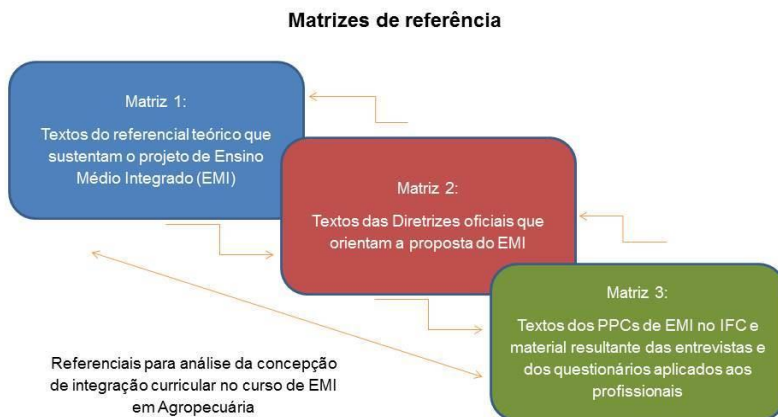 Matrizes de referência
Matriz 1:
Textos do referencial teórico que
sustentam o projeto de Ensino
Médio Integrado (EMI)
Matriz 2:
Textos das Diretrizes oficiais que
orientam a proposta do EMI
Matriz 3:
Textos dos PPCs de EMI no IFC e
material resultante das entrevistas e
dos questionários aplicados aos
profissionais
Referenciais para análise da concepção
de integração curricular no curso de EMI
em Agropecuária